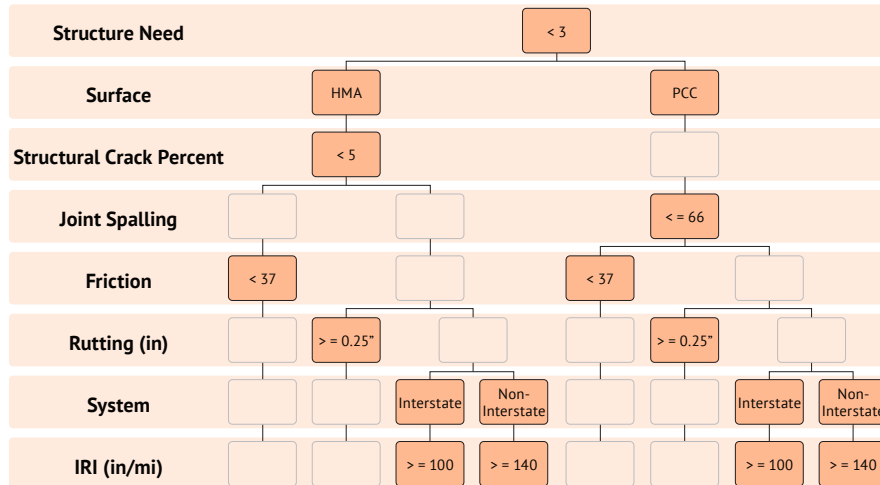 Structure Need
< 3
Surface
HMA
PCC
Structural Crack Percent
< 5
Joint Spalling
< = 66
Friction
< 37
< 37
Rutting (in)
> = 0.25”
> = 0.25”
System
Interstate
Non-
Interstate
Interstate
Non-
Interstate
IRI (in/mi)
> = 100
> = 140
> = 100
> = 140